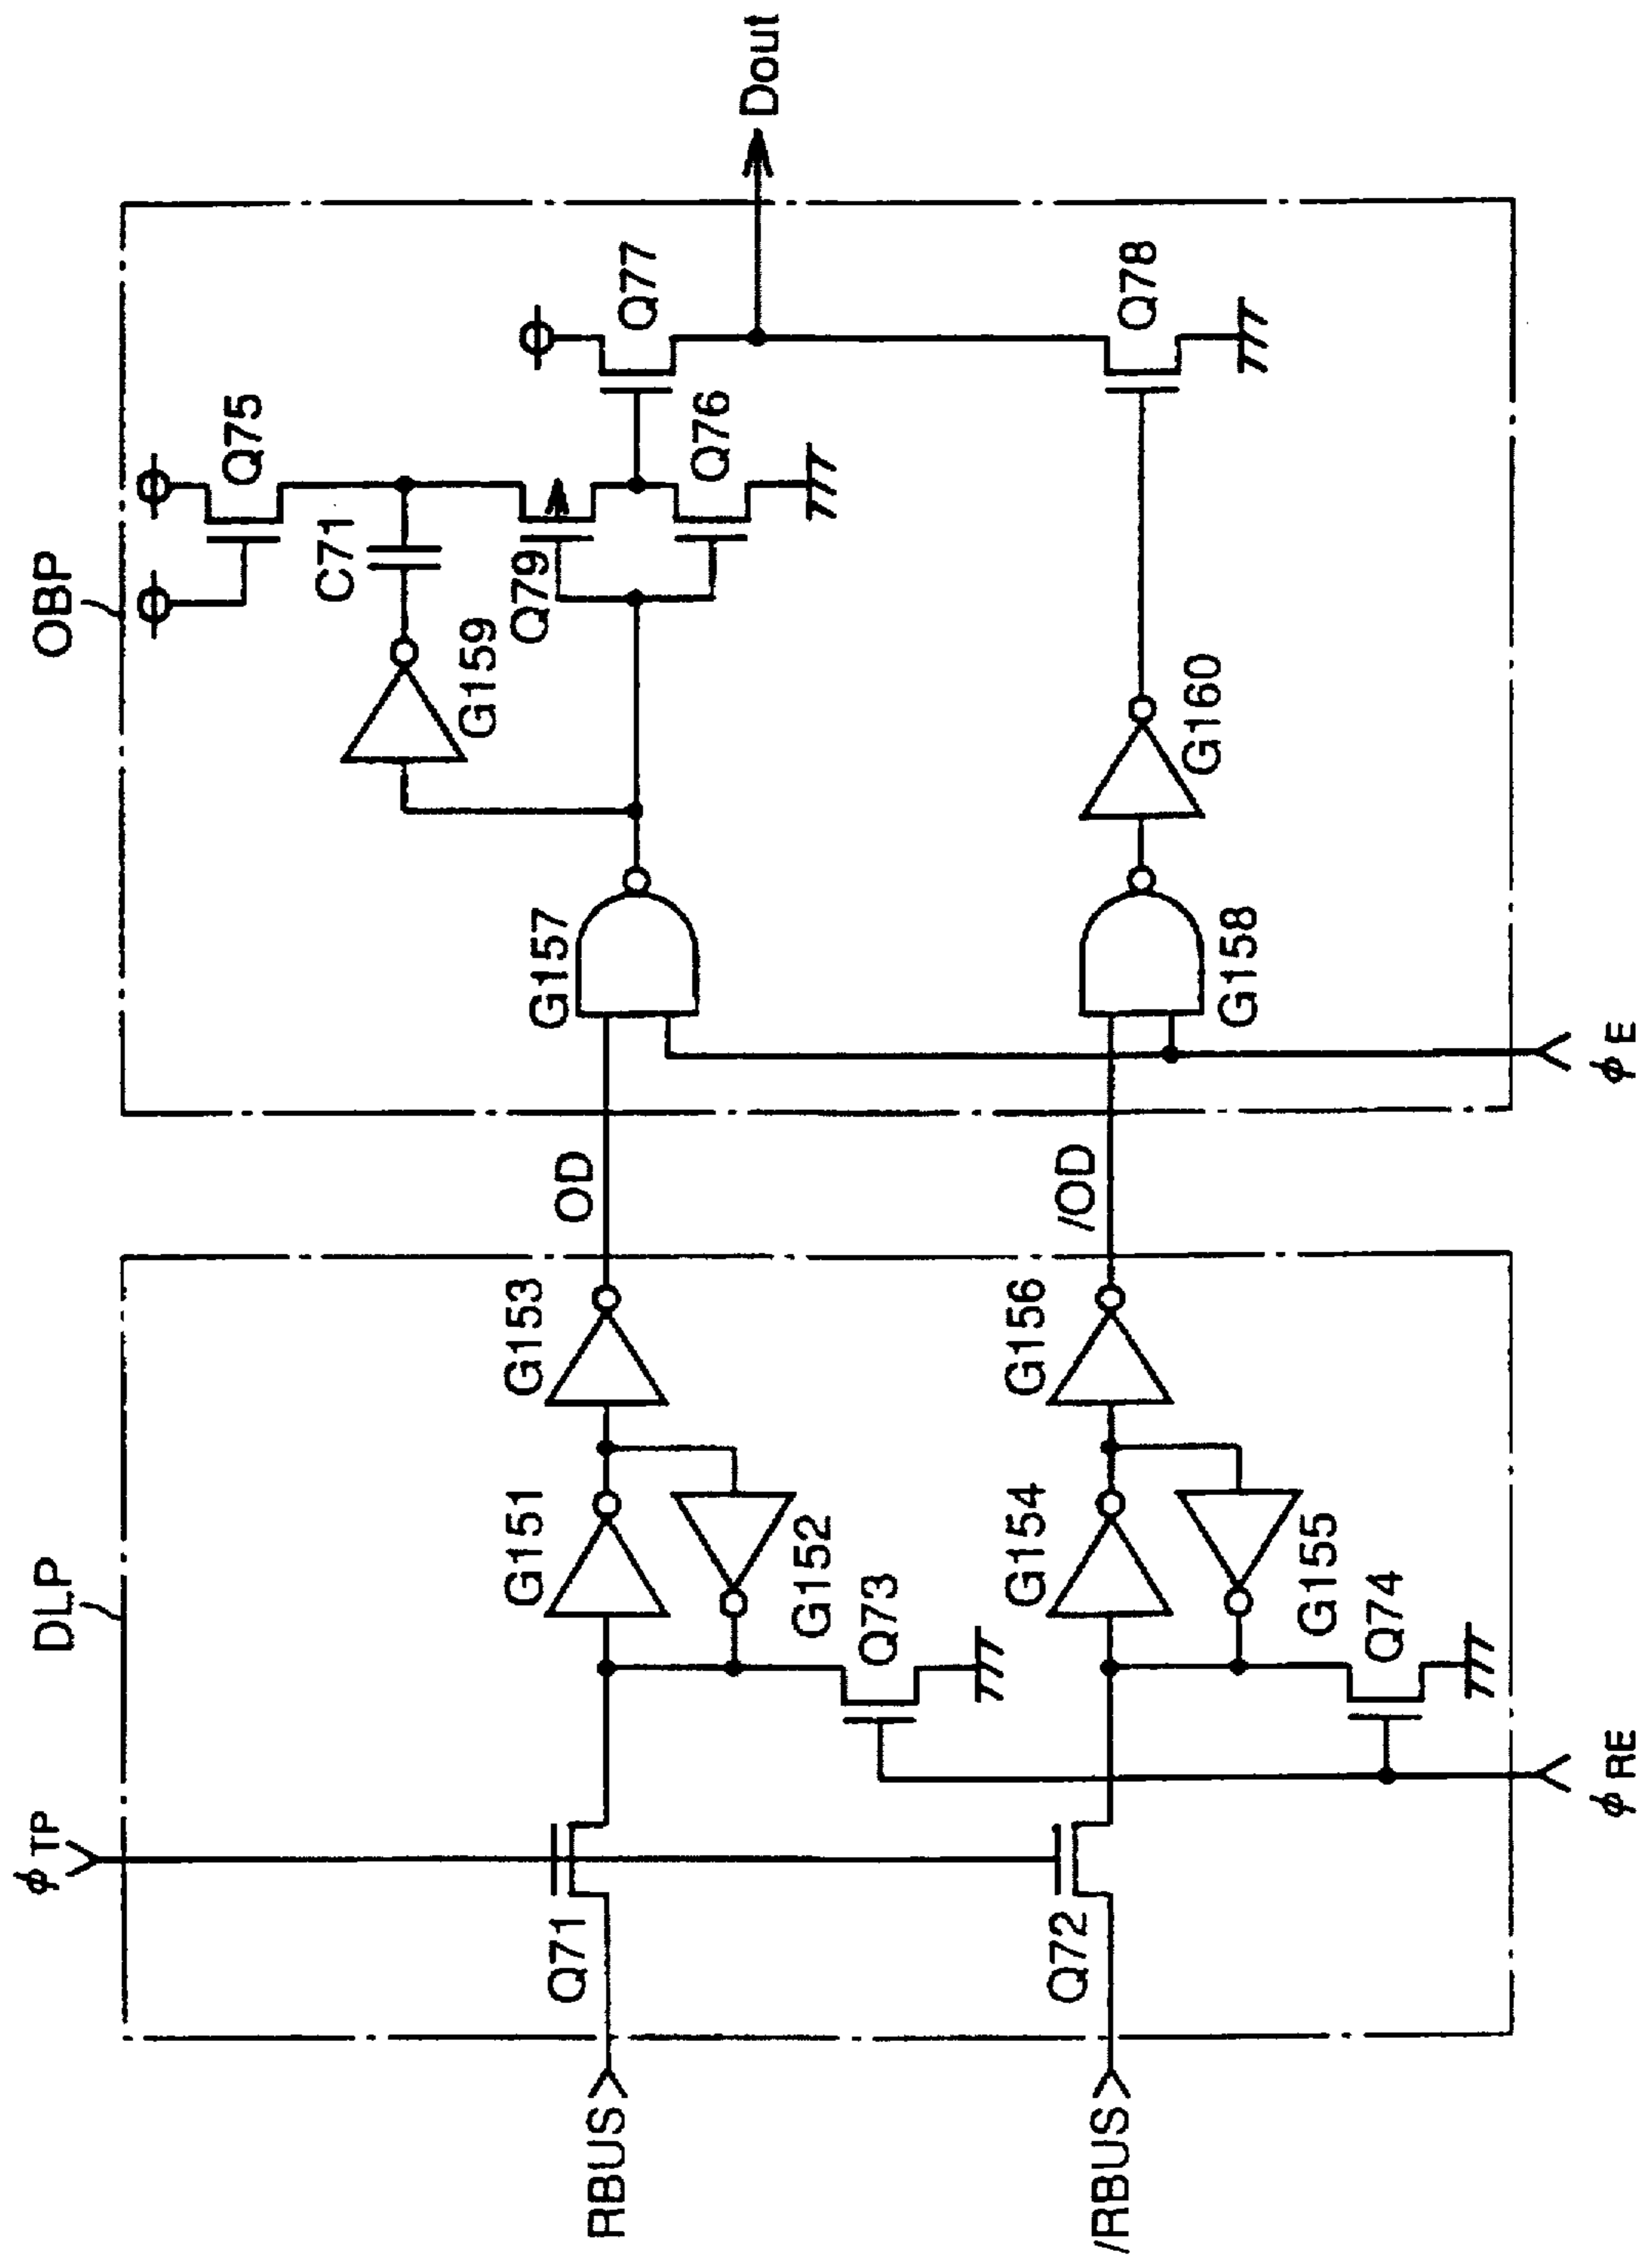 DLP
OBP
φTP
Q75
C71
Q79
G159
Q77
Dout
OD
G157
Q76
G151
G153
Q71
RBUS
G152
Q73
/OD
G160
Q78
G154
G156
G158
Q72
/RBUS
G155
Q74
φRE
φE